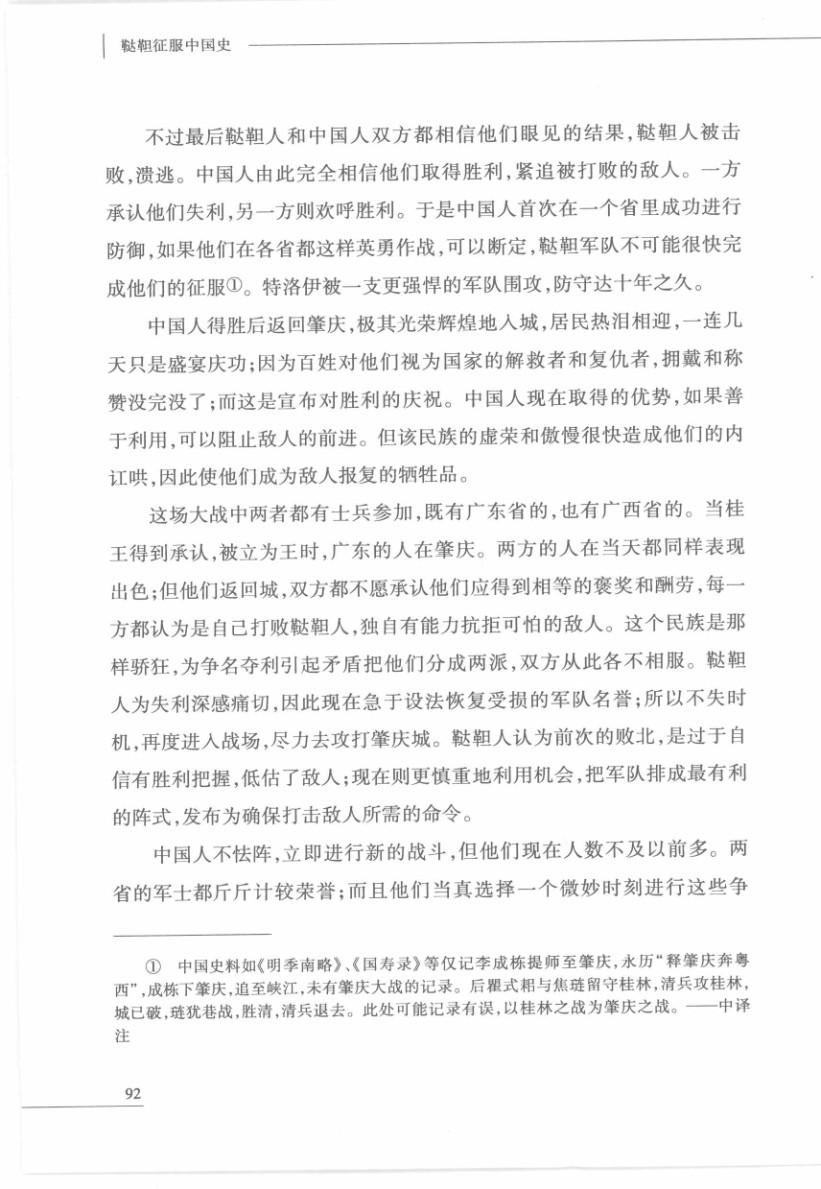 鞑靼征服中国史
不过最后鞑靼人和中国人双方都相信他们眼见的结果，鞑靼人被击
败，溃逃。中国人由此完全相信他们取得胜利，紧追被打败的敌人。一方
承认他们失利，另一方则欢呼胜利。于是中国人首次在一个省里成功进行
防御，如果他们在各省都这样英勇作战，可以断定，鞑靼军队不可能很快完
成他们的征服①。特洛伊被一支更强悍的军队围攻，防守达十年之久。
中国人得胜后返回肇庆，极其光荣辉煌地入城，居民热泪相迎，一连几
天只是盛宴庆功；因为百姓对他们视为国家的解救者和复仇者，拥戴和称
赞没完没了；而这是宣布对胜利的庆祝。中国人现在取得的优势，如果善
于利用，可以阻止敌人的前进。但该民族的虚荣和傲慢很快造成他们的内
讧哄，因此使他们成为敌人报复的牺牲品。
这场大战中两者都有士兵参加，既有广东省的，也有广西省的。当桂
王得到承认，被立为王时，广东的人在肇庆。两方的人在当天都同样表现
出色；但他们返回城，双方都不愿承认他们应得到相等的褒奖和酬劳，每一
方都认为是自己打败鞑靼人，独自有能力抗拒可怕的敌人。这个民族是那
样骄狂，为争名夺利引起矛盾把他们分成两派，双方从此各不相服。鞑靼
人为失利深感痛切，因此现在急于设法恢复受损的军队名誉；所以不失时
机，再度进入战场，尽力去攻打肇庆城。鞑靼人认为前次的败北，是过于自
信有胜利把握，低估了敌人；现在则更慎重地利用机会，把军队排成最有利
的阵式，发布为确保打击敌人所需的命令。
中国人不怯阵，立即进行新的战斗，但他们现在人数不及以前多。两
省的军士都斤斤计较荣誉；而且他们当真选择一个微妙时刻进行这些争
① 中国史料如《明季南略》、《国寿录》等仅记李成栋提师至肇庆，永历“释肇庆奔粤
西”，成栋下肇庆，追至峡江，未有肇庆大战的记录。后瞿式耜与焦琏留守桂林，清兵攻桂林，
城已破，琏犹巷战，胜清，清兵退去。此处可能记录有误，以桂林之战为肇庆之战。——中译
注
92